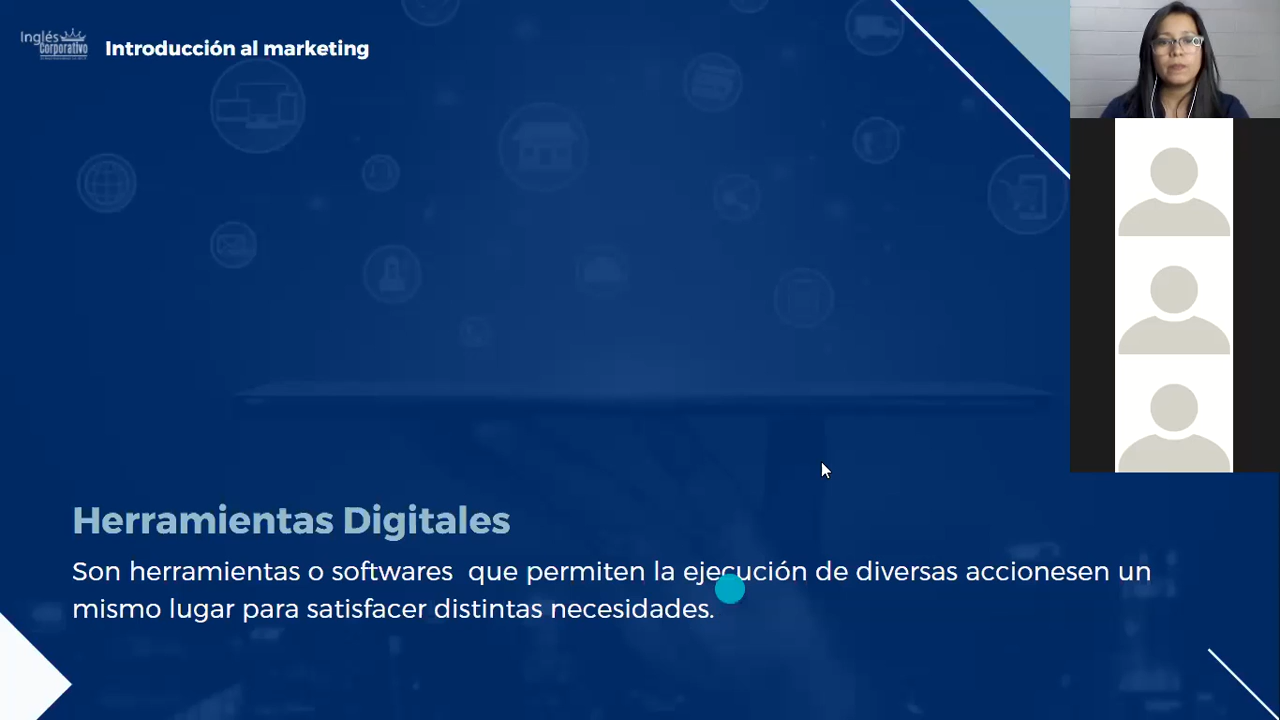 Inglés
Corporativo
Introducción al marketing
Herramientas Digitales
Son herramientas o softwares que permiten la ejecución de diversas accionesen un
mismo lugar para satisfacer distintas necesidades.